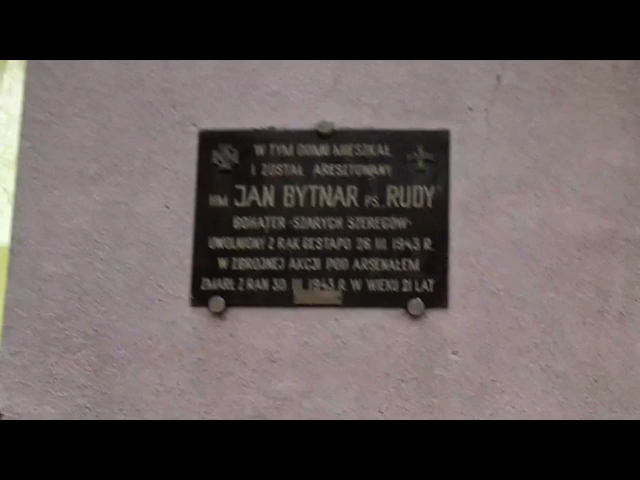 W TYM DOMU MIESZKAŁ
I ZOSTAŁ ARESZTOWANY
HM. JAN BYTNAR PS. „RUDY”
BOHATER „SZARYCH SZEREGÓW”
UWOLNIONY Z RĄK GESTAPO 26 III 1943 R.
W ZBROJNEJ AKCJI POD ARSENAŁEM
ZMARŁ Z RAN 30 III 1943 R. W WIEKU 21 LAT